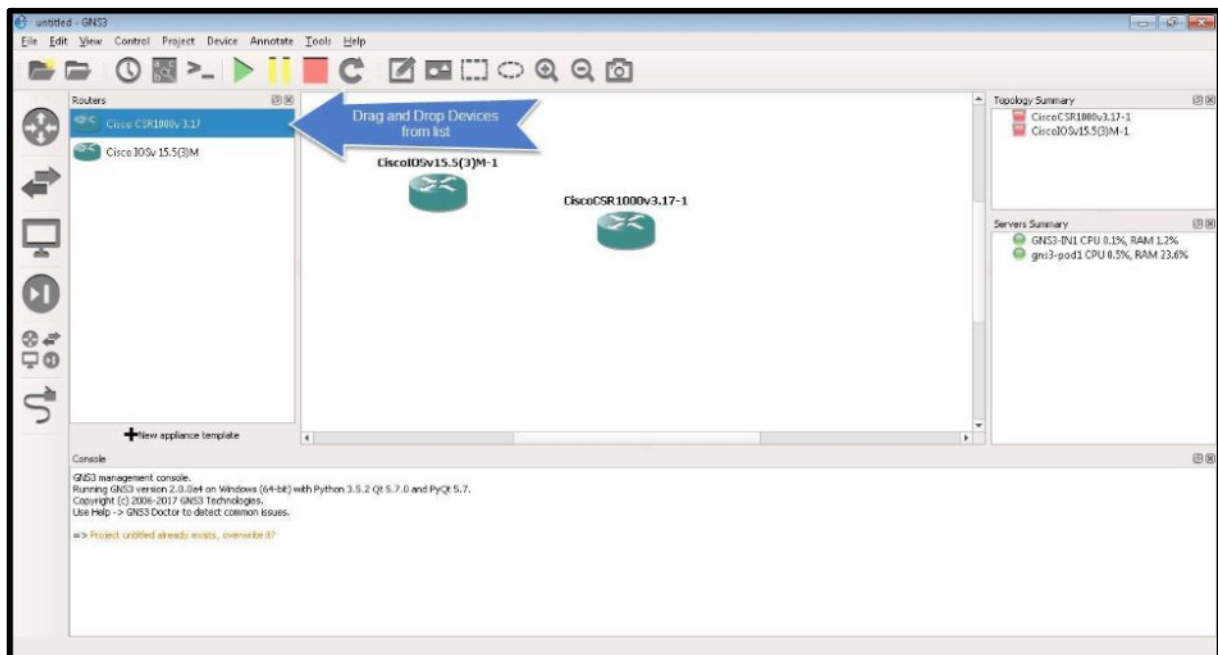 untitled - GNS3
File Edit View Control Project Device Annotate Tools Help
Routers
Cisco CSR1000v 3.17
Cisco IOSv 15.5(3)M
New appliance template
Drag and Drop Devices
from list
CiscoIOSv15.5(3)M-1
CiscoCSR1000v3.17-1
Topology Summary
CiscoCSR1000v3.17-1
CiscoIOSv15.5(3)M-1
Servers Summary
GNS3-IN1 CPU 0.1%, RAM 1.2%
gns3-pod1 CPU 0.5%, RAM 23.6%
Console
GNS3 management console.
Running GNS3 version 2.0.0a4 on Windows (64-bit) with Python 3.5.2 Qt 5.7.0 and PyQt 5.7.
Copyright (c) 2006-2017 GNS3 Technologies.
Use Help -> GNS3 Doctor to detect common issues.
=> Project untitled already exists, overwrite it?